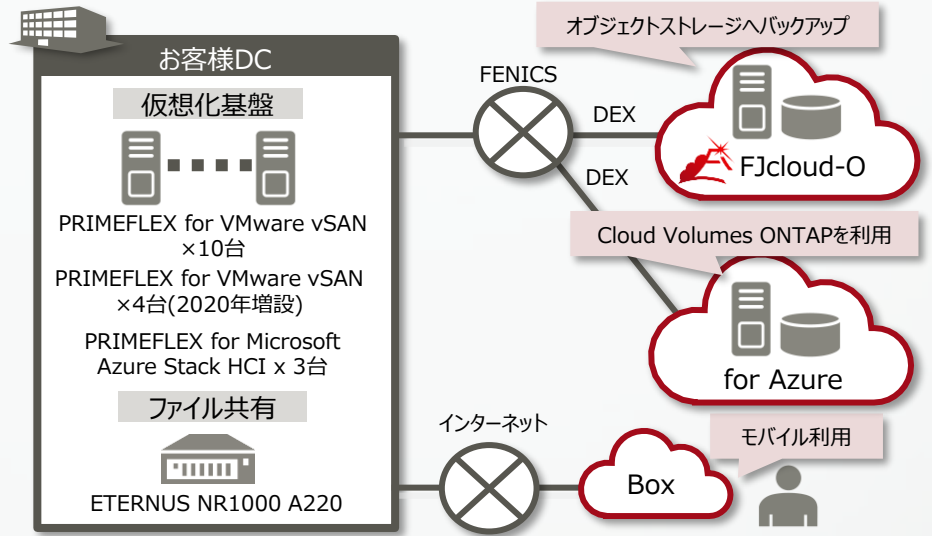 オブジェクトストレージへバックアップ
お客様DC
仮想化基盤
FENICS
DEX
FJcloud-O
DEX
PRIMEFLEX for VMware vSAN
×10台
PRIMEFLEX for VMware vSAN
×4台(2020年増設)
PRIMEFLEX for Microsoft
Azure Stack HCI x 3台
Cloud Volumes ONTAPを利用
for Azure
ファイル共有
ETERNUS NR1000 A220
インターネット
Box
モバイル利用